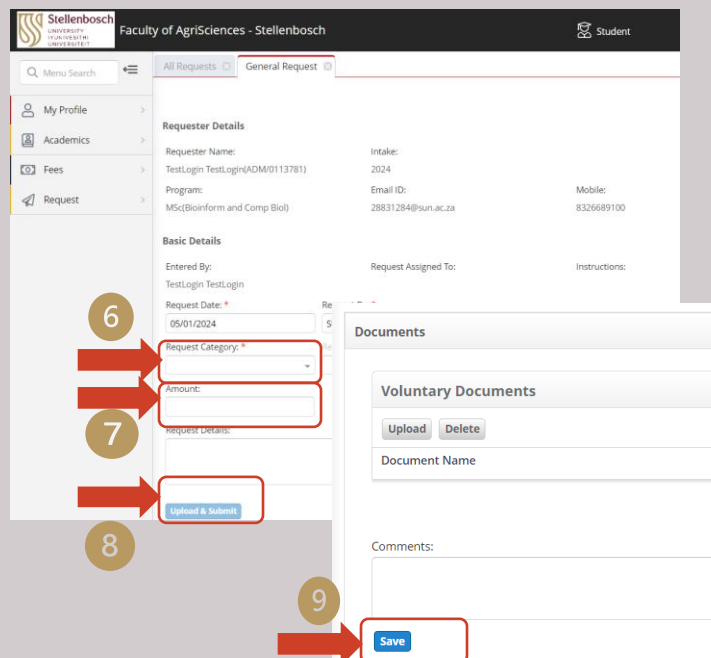 Stellenbosch
UNIVERSITY
IYUNIVESITHI
UNIVERSITEIT
Faculty of AgriSciences - Stellenbosch
Student
Menu Search
All Requests
General Request
My Profile
Academics
Fees
Request
Requester Details
Requester Name:
Intake:
TestLogin TestLogin(ADM/0113781)
2024
Program:
Email ID:
Mobile:
MSc(Bioinform and Comp Biol)
28831284@sun.ac.za
8326689100
Basic Details
Entered By:
Request Assigned To:
Instructions:
TestLogin TestLogin
Request Date: *
05/01/2024
6
Request Category: *
Amount:
7
Request Details:
Upload & Submit
8
Documents
Voluntary Documents
Upload Delete
Document Name
Comments:
9
Save